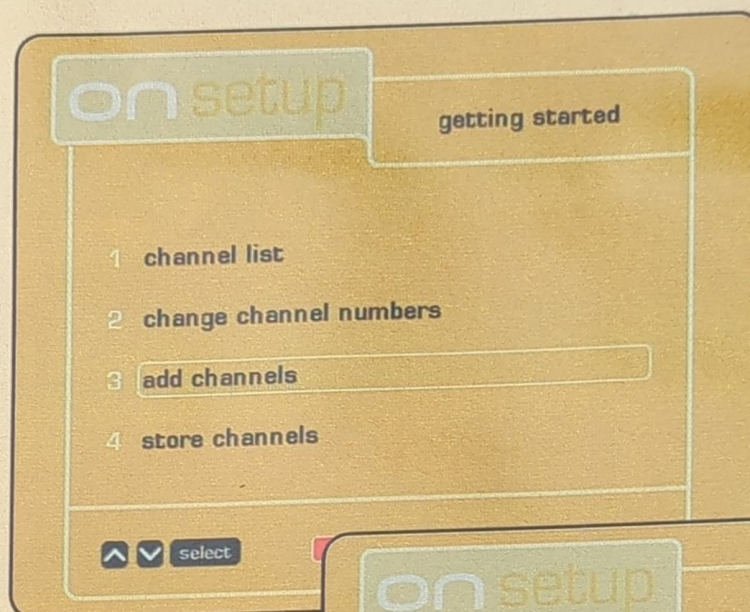 on setup
getting started
1 channel list
2 change channel numbers
3 add channels
4 store channels
select
on setup